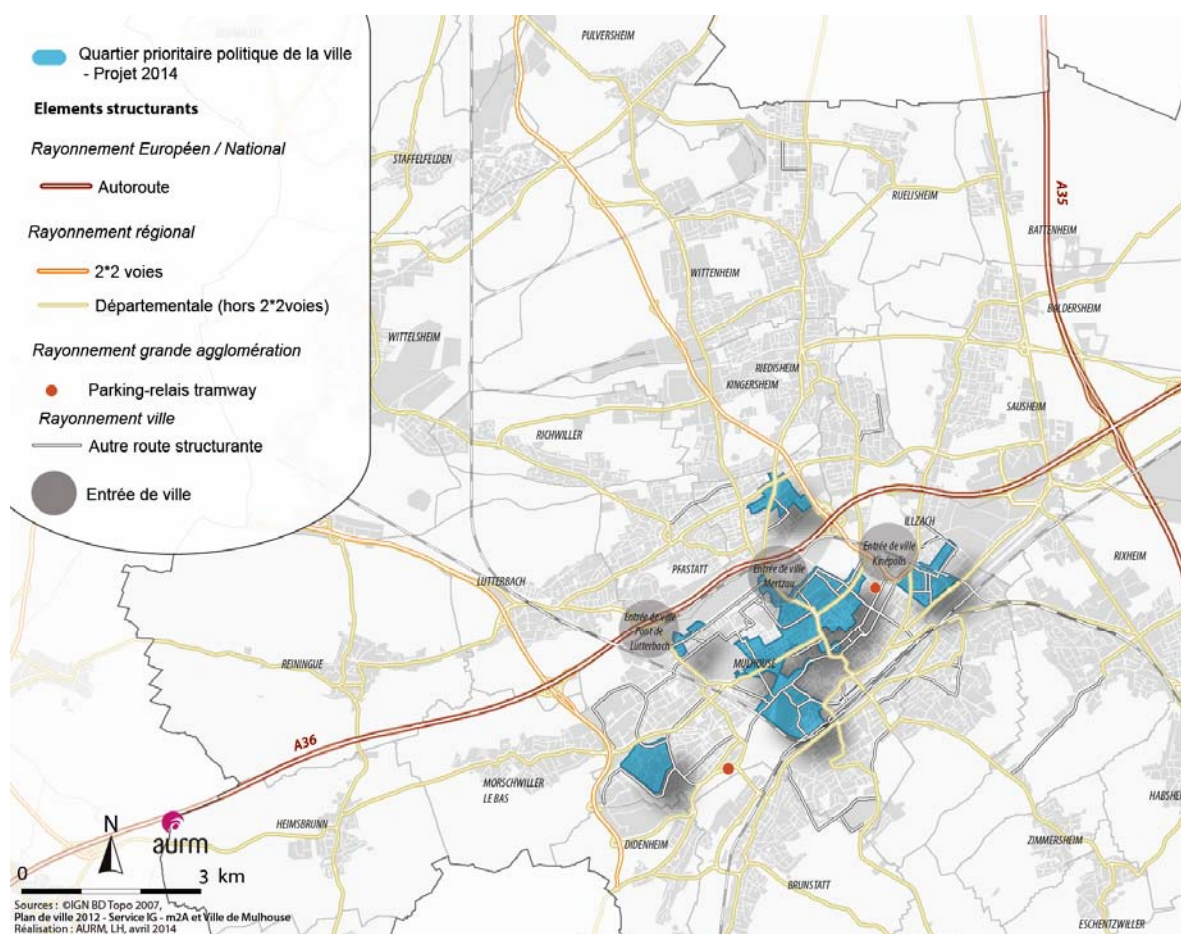 Quartier prioritaire politique de la ville
- Projet 2014
Elements structurants
Rayonnement Européen / National
Autoroute
Rayonnement régional
2*2 voies
Départementale (hors 2*2voies)
Rayonnement grande agglomération
Parking-relais tramway
Rayonnement ville
Autre route structurante
Entrée de ville
PULVERSHEIM
STAFFELFELDEN
RUELISHEIM
A35
BATTENHEIM
WITTENHEIM
BALDERSHEIM
WITTELSHEIM
RIEDISHEIM
KINGERSHEIM
SAUSHEIM
RICHWILLER
ILLZACH
Entrée de ville
Kinépolis
RIXHEIM
PFASTATT
Entrée de ville
Mertzau
LUTTERBACH
Entrée de ville
Pont de
Lutterbach
REININGUE
MULHOUSE
A36
MORSCHWILLER
LE BAS
HABSHE
HEIMSBRUNN
DIDENHEIM
ZIMMERSHEIM
BRUNSTATT
ESCHENTZWILLER
N
aurm
0 3 km
Sources : ©IGN BD Topo 2007,
Plan de ville 2012 - Service IG - m2A et Ville de Mulhouse
Réalisation : AURM, LH, avril 2014